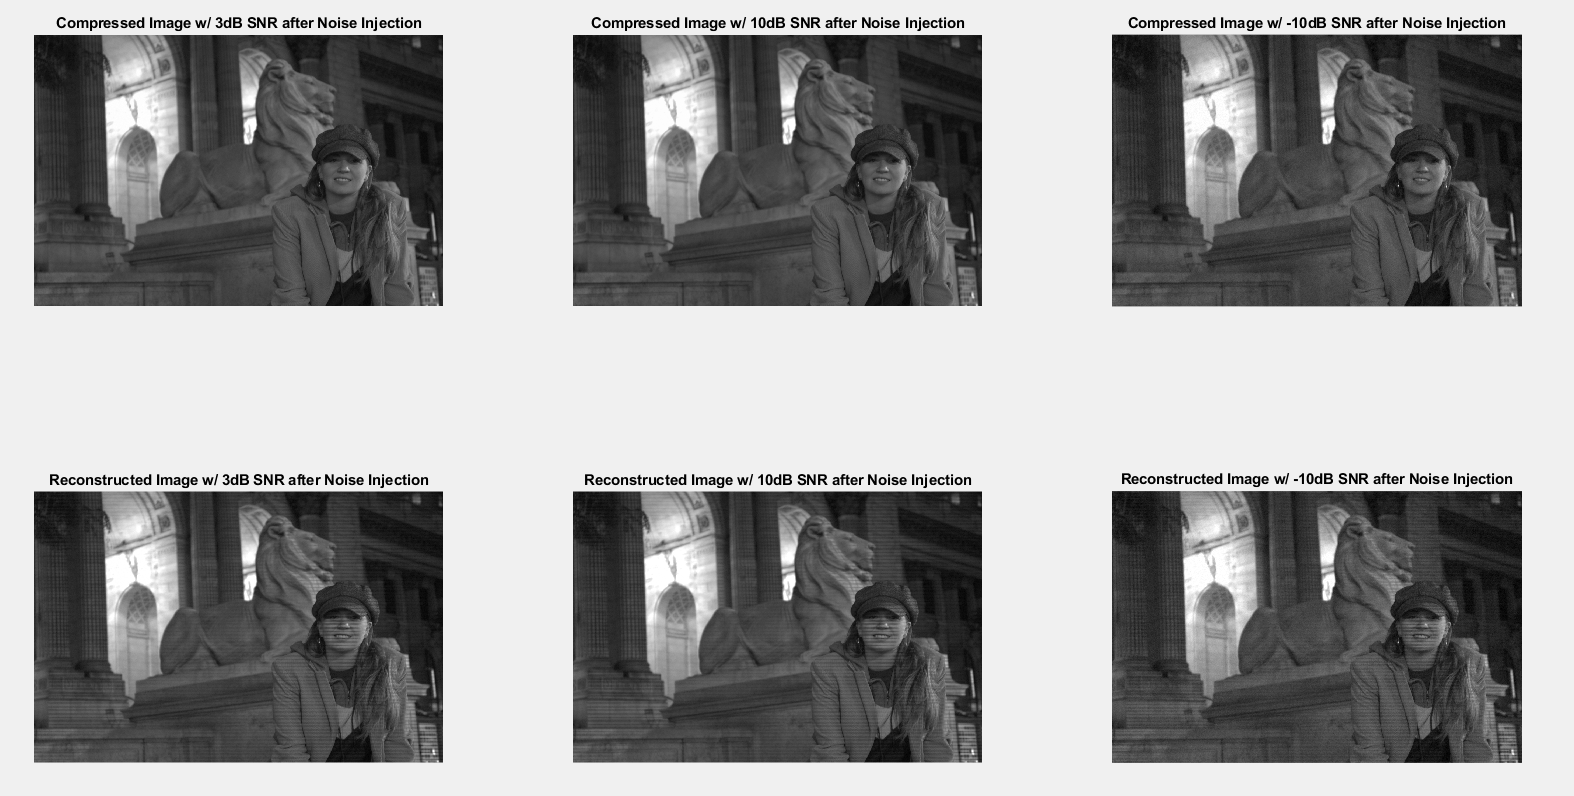 Compressed Image w/ 3dB SNR after Noise Injection
Compressed Image w/ 10dB SNR after Noise Injection
Compressed Image w/ -10dB SNR after Noise Injection
Reconstructed Image w/ 3dB SNR after Noise Injection
Reconstructed Image w/ 10dB SNR after Noise Injection
Reconstructed Image w/ -10dB SNR after Noise Injection